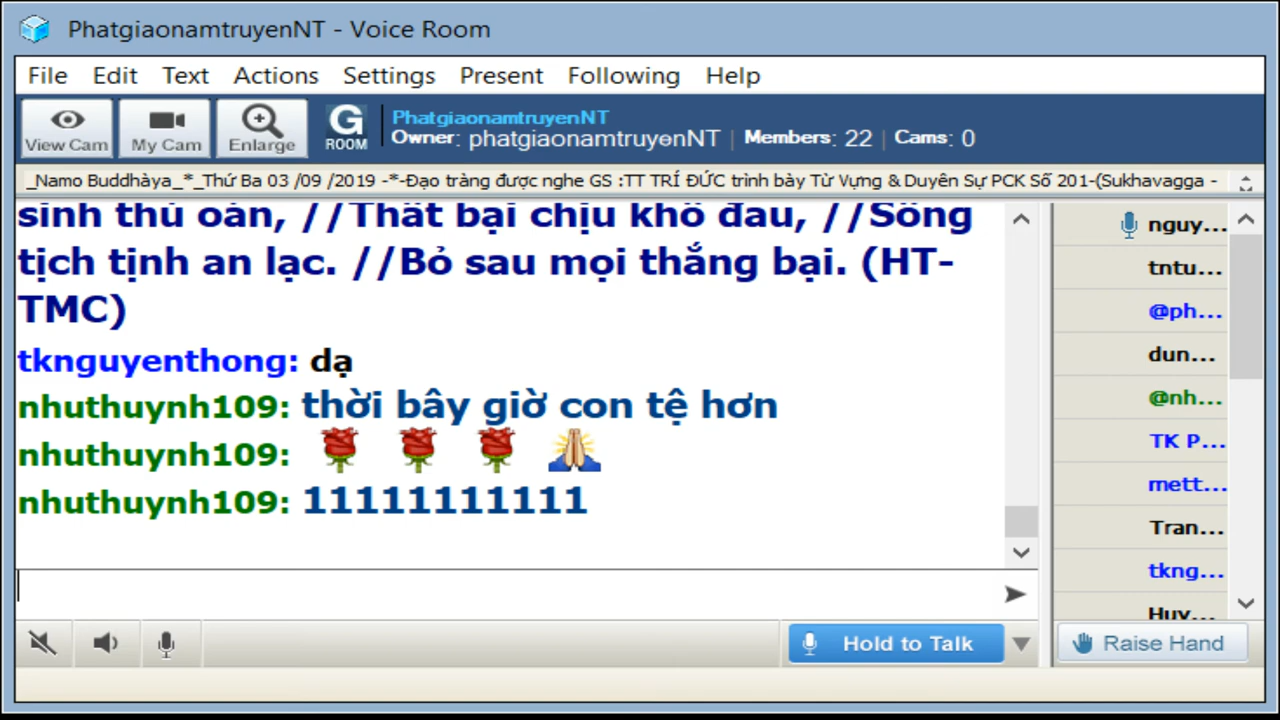 PhatgiaonamtruyenNT - Voice Room
File Edit Text Actions Settings Present Following Help
View Cam My Cam Enlarge G ROOM
PhatgiaonamtruyenNT
Owner: phatgiaonamtruyenNT | Members: 22 | Cams: 0
_Namo Buddhàya_*_Thứ Ba 03 /09 /2019 -*-Đạo tràng được nghe GS :TT TRÍ ĐỨC trình bày Từ Vựng & Duyên Sự PCK Số 201-(Sukhavagga -
sinh thù oán, //Thất bại chịu khổ đau, //Sống
tịch tịnh an lạc. //Bỏ sau mọi thắng bại. (HT-
TMC)
tknguyenthong: dạ
nhuthuynh109: thời bây giờ con tệ hơn
nhuthuynh109: 🌹 🌹 🌹 🙏
nhuthuynh109: 11111111111
nguy...
tntu...
@ph...
dun...
@nh...
TK P...
mett...
Tran...
tkng...
Huy...
Hold to Talk
Raise Hand